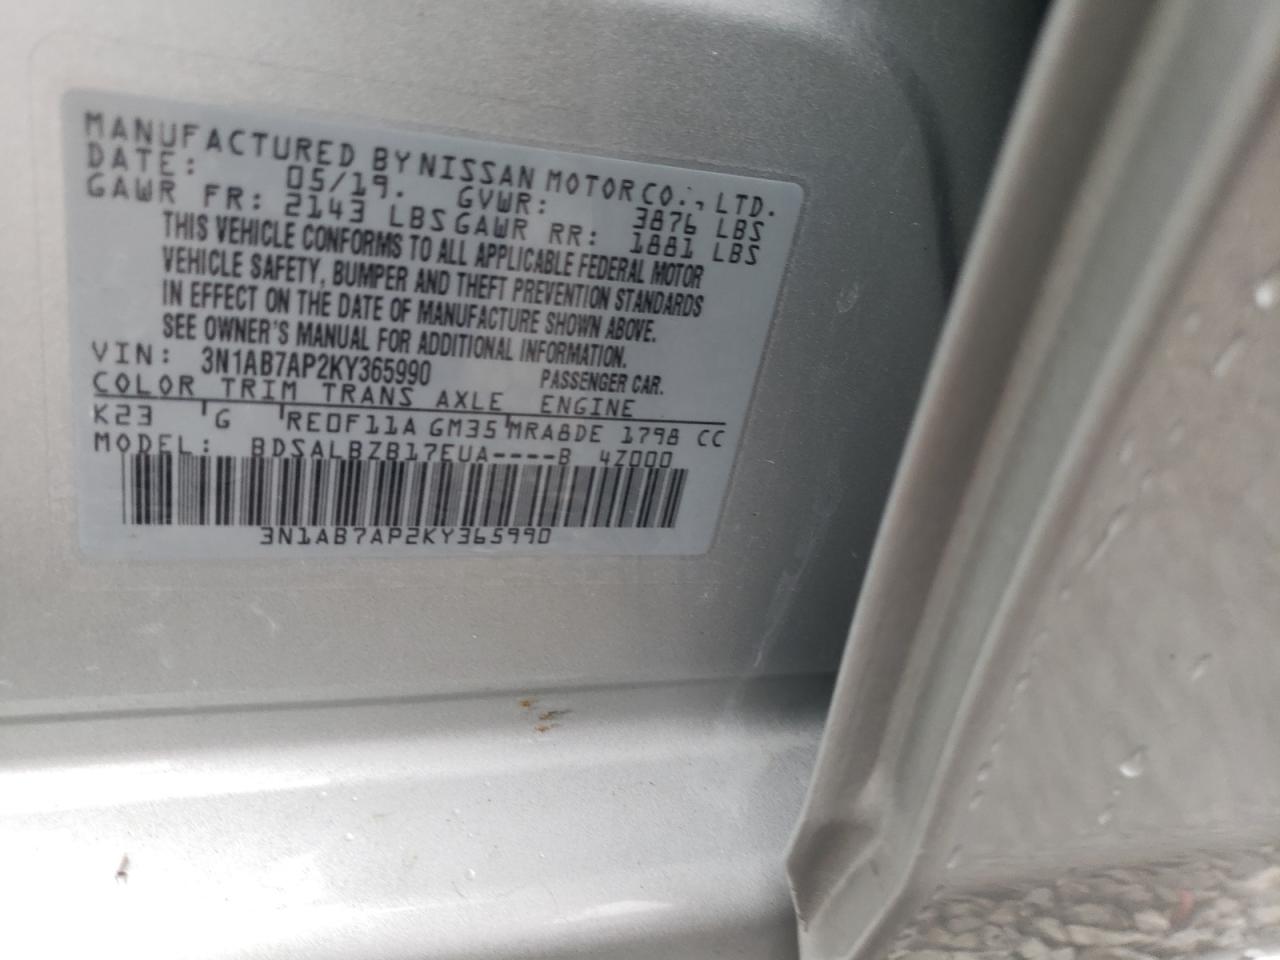 MANUFACTURED BY NISSAN MOTOR CO., LTD.
DATE: 05/19. GVWR: 3876 LBS
GAWR FR: 2143 LBS GAWR RR: 1881 LBS
THIS VEHICLE CONFORMS TO ALL APPLICABLE FEDERAL MOTOR
VEHICLE SAFETY, BUMPER AND THEFT PREVENTION STANDARDS
IN EFFECT ON THE DATE OF MANUFACTURE SHOWN ABOVE.
SEE OWNER'S MANUAL FOR ADDITIONAL INFORMATION.
VIN: 3N1AB7AP2KY365990 PASSENGER CAR.
COLOR TRIM TRANS AXLE ENGINE
K23 G RE0F11A GM35 MRA8DE 1798 CC
MODEL: BDSALBZB17EUA----B 4Z000
3N1AB7AP2KY365990